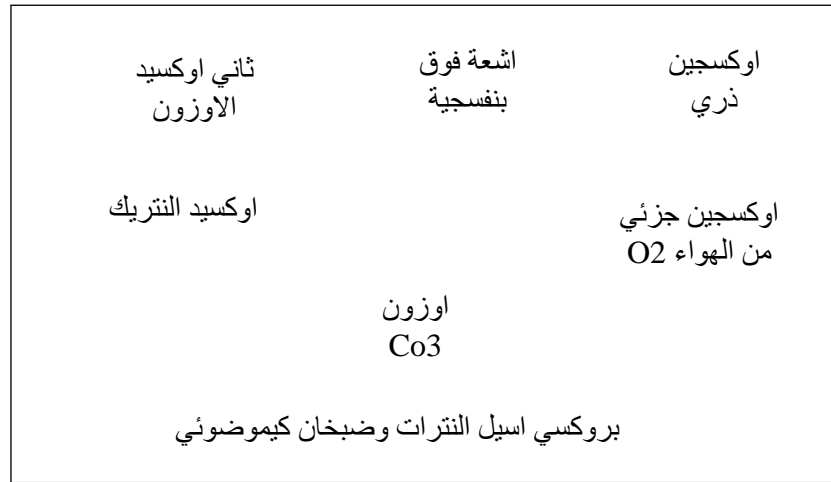 اوكسجين
ذري
اشعة فوق
بنفسجية
ثاني اوكسيد
الاوزون
اوكسجين جزئي
من الهواء O2
اوكسيد النتريك
اوزون
Co3
بروكسي اسيل النترات وضبخان كيموضوئي